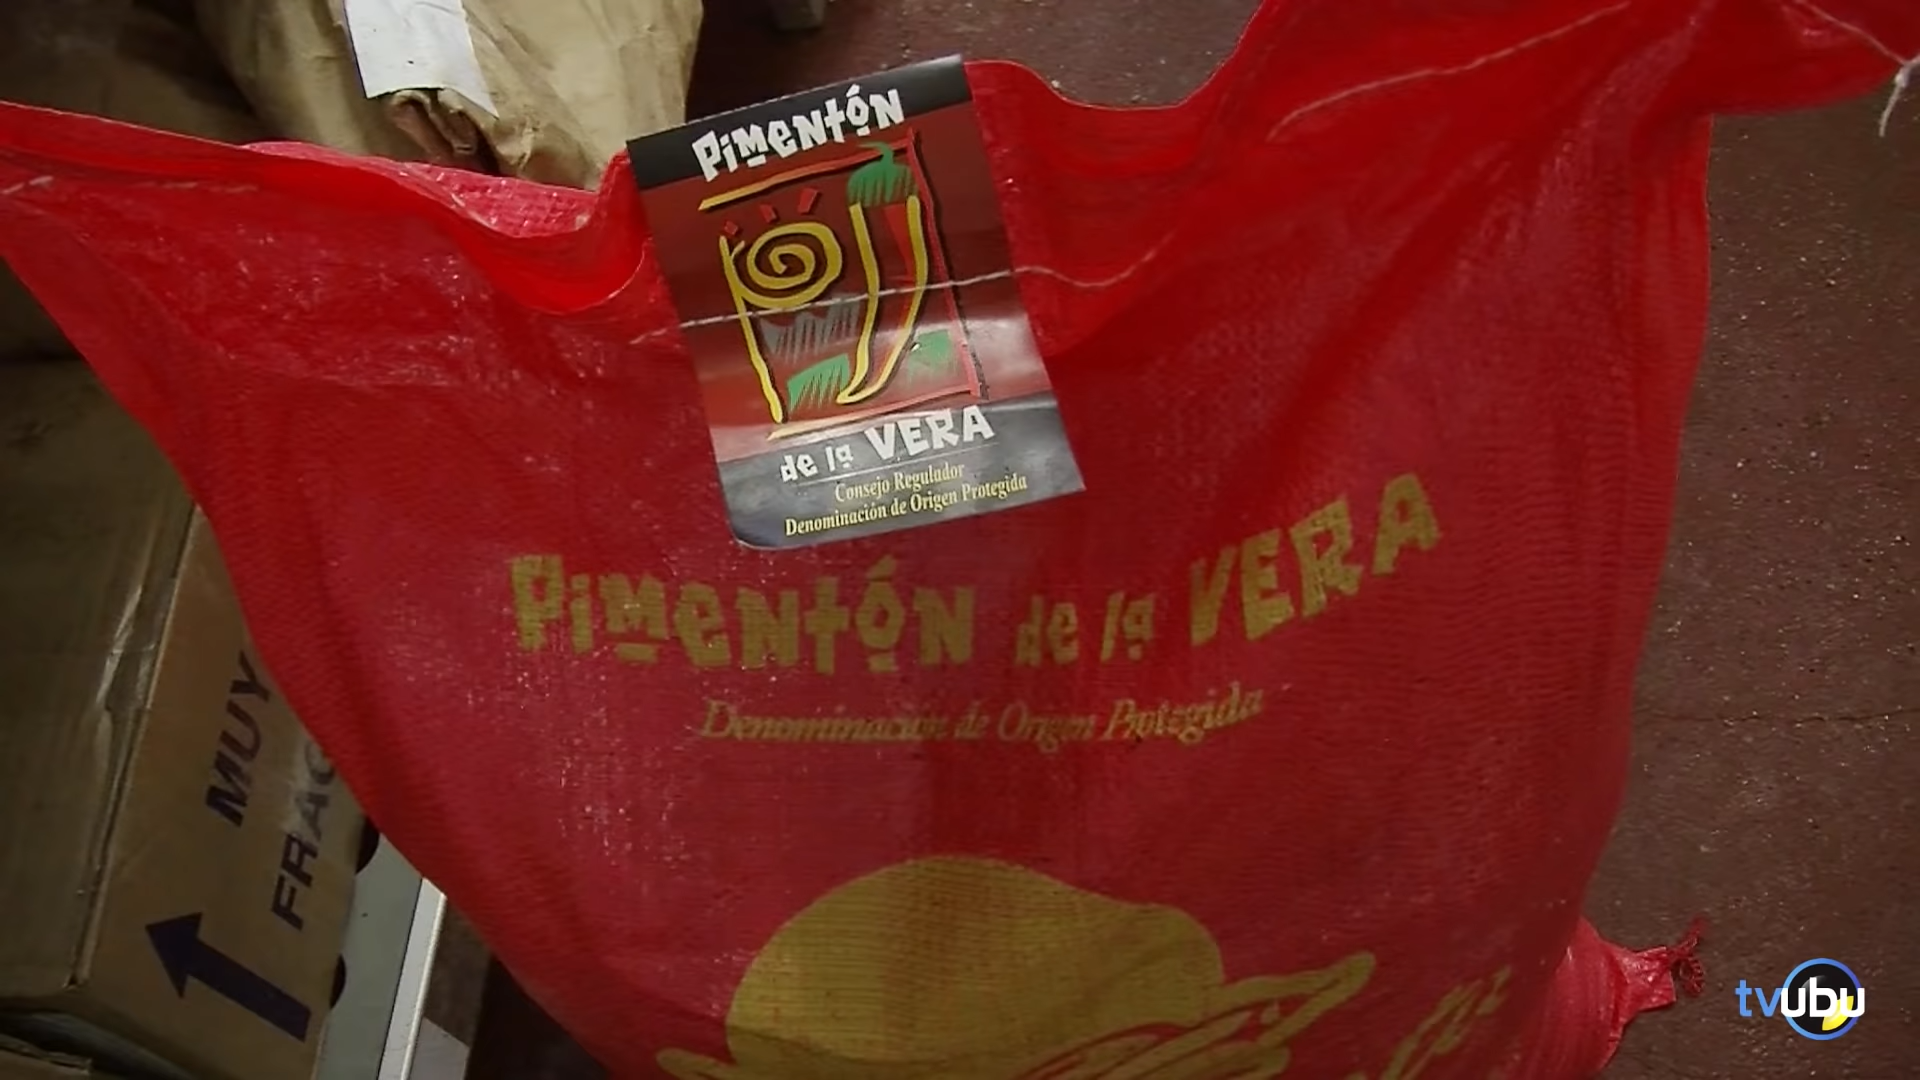 Pimentón
de la VERA
Consejo Regulador
Denominación de Origen Protegida
Pimentón de la VERA
Denominación de Origen Protegida
MUY
tvubu